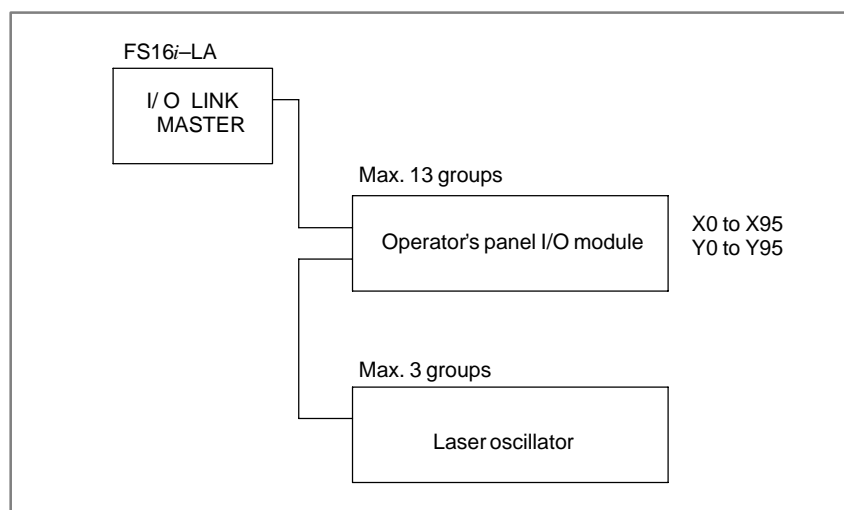 FS16i–LA
I/ O LINK
MASTER
Max. 13 groups
Operator's panel I/O module
X0 to X95
Y0 to Y95
Max. 3 groups
Laser oscillator